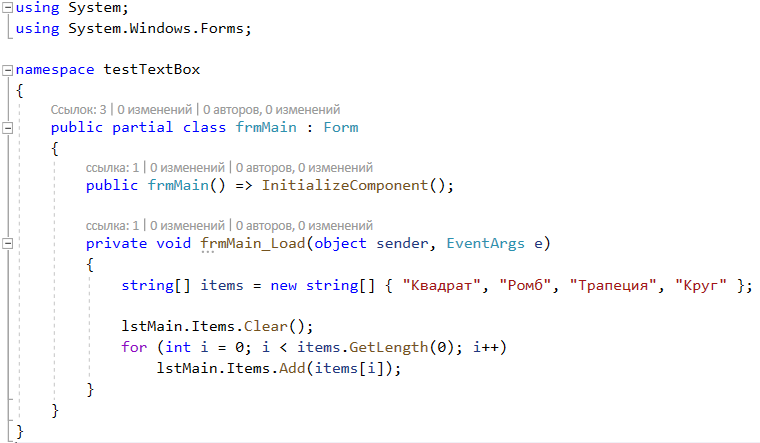 using System;
using System.Windows.Forms;
namespace testTextBox
{
Ссылок: 3 | 0 изменений | 0 авторов, 0 изменений
public partial class frmMain : Form
{
ссылка: 1 | 0 изменений | 0 авторов, 0 изменений
public frmMain() => InitializeComponent();
ссылка: 1 | 0 изменений | 0 авторов, 0 изменений
private void frmMain_Load(object sender, EventArgs e)
{
string[] items = new string[] { "Квадрат", "Ромб", "Трапеция", "Круг" };
lstMain.Items.Clear();
for (int i = 0; i < items.GetLength(0); i++)
lstMain.Items.Add(items[i]);
}
}
}